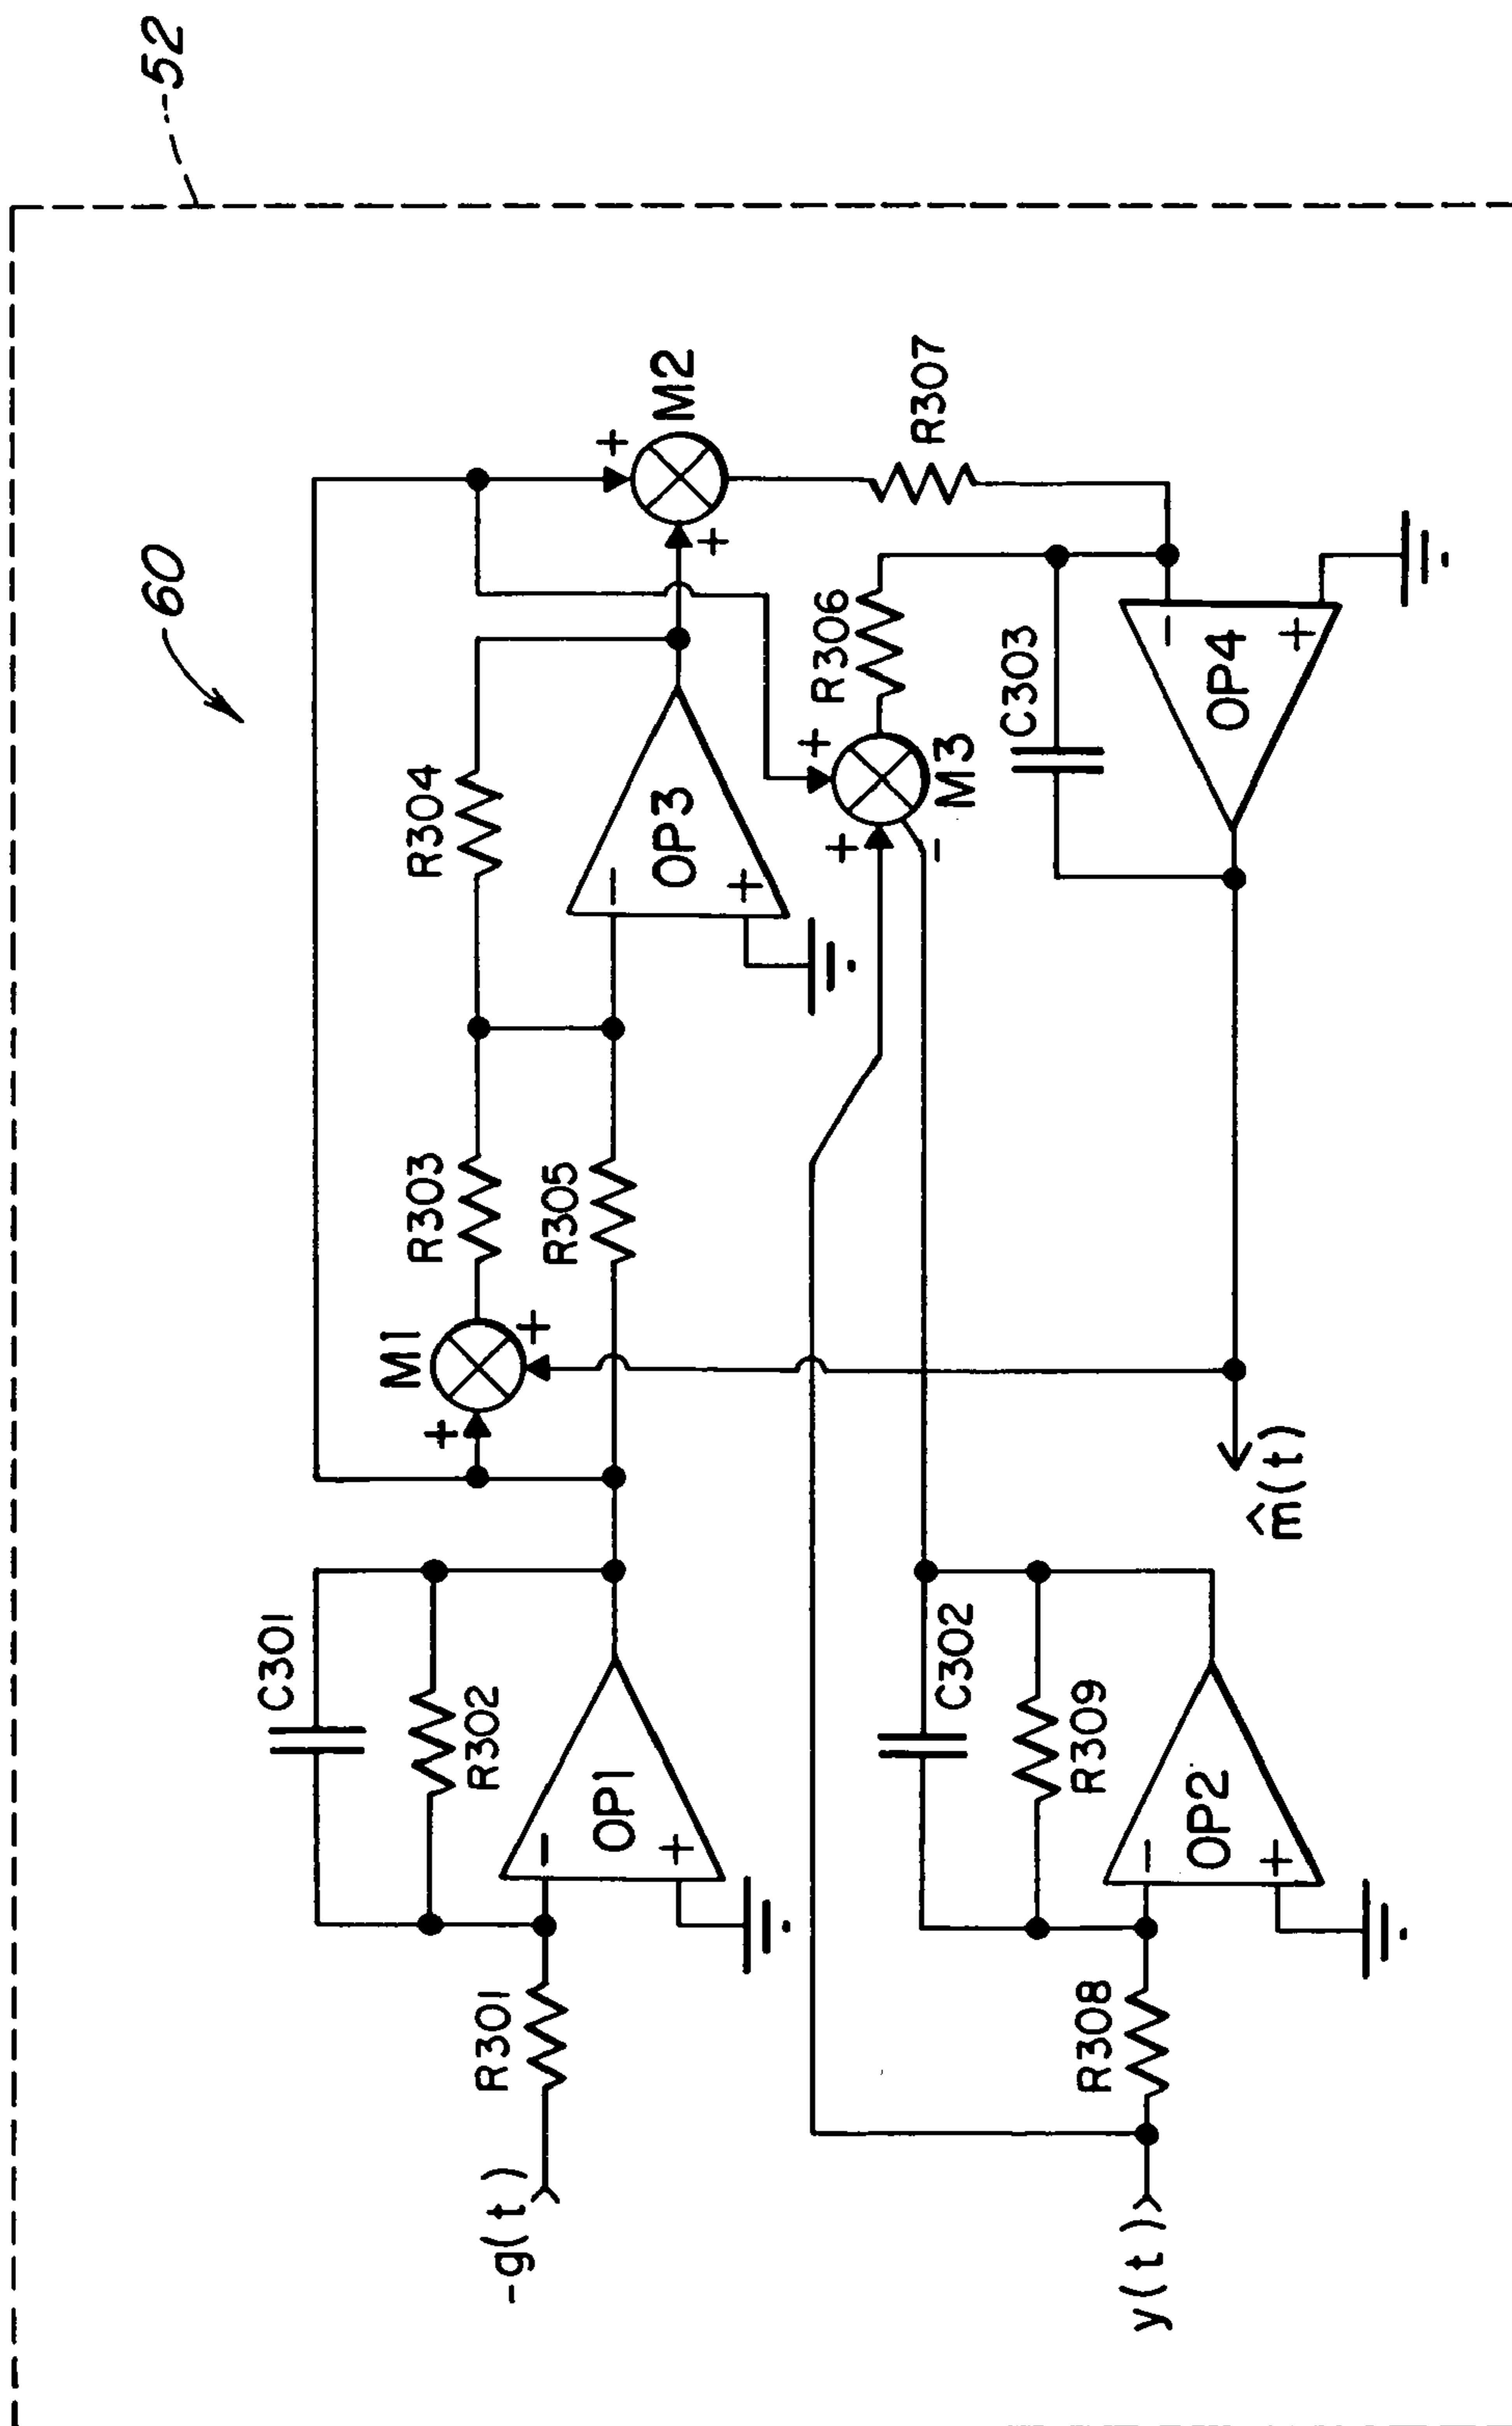 52
60
C301
R302
R301
-g(t)
OP1
-
+
M1
+
+
R303
R304
R305
OP3
-
+
M2
+
+
R307
R306
M3
+
+
-
C303
OP4
-
+
C302
R309
R308
y(t)
OP2
-
+
m̂(t)